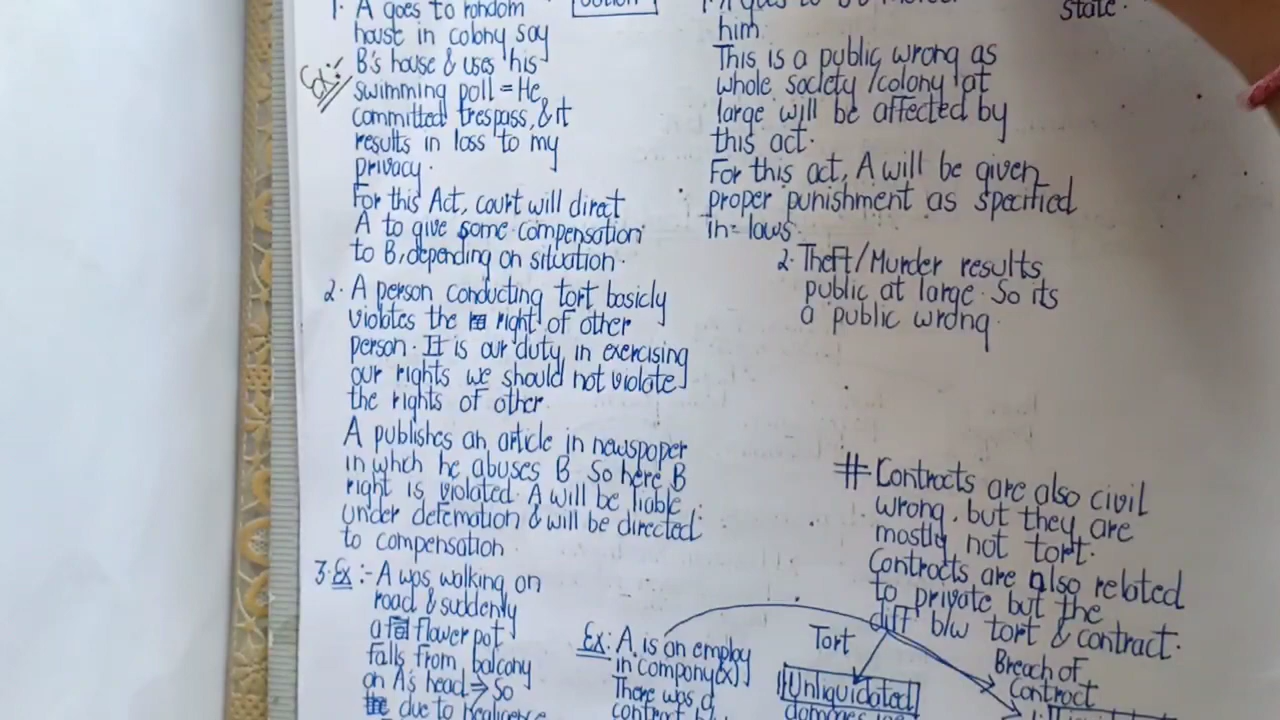 1. A goes to random
house in colony say
Ex:- B's house & uses his
swimming poll = He
committed trespass, & it
results in loss to my
privacy.
For this Act, court will direct
A to give some compensation
to B, depending on situation.
2. A person conducting tort basicly
violates the right of other
person. It is our duty in exercising
our rights we should not violate
the rights of other.
A publishes an article in newspaper
in which he abuses B. So here B
right is violated. A will be liable
under defemation & will be directed
to compensation
3. Ex :- A was walking on
road & suddenly
a flower pot
falls from balcony
on A's head ⇒ So
due to negligence
him.
This is a public wrong as
whole society /colony at
large will be affected by
this act.
For this act, A will be given
proper punishment as specified
in laws.
2. Theft/Murder results
public at large. So its
a public wrong.
State.
# Contracts are also civil
wrong, but they are
mostly not tort.
Contracts are also related
to private but the
diff b/w tort & contract.
Ex: A is an employ
in company(x)
There was a
contract
Tort
Unliquidated
damages
Breach of
Contract